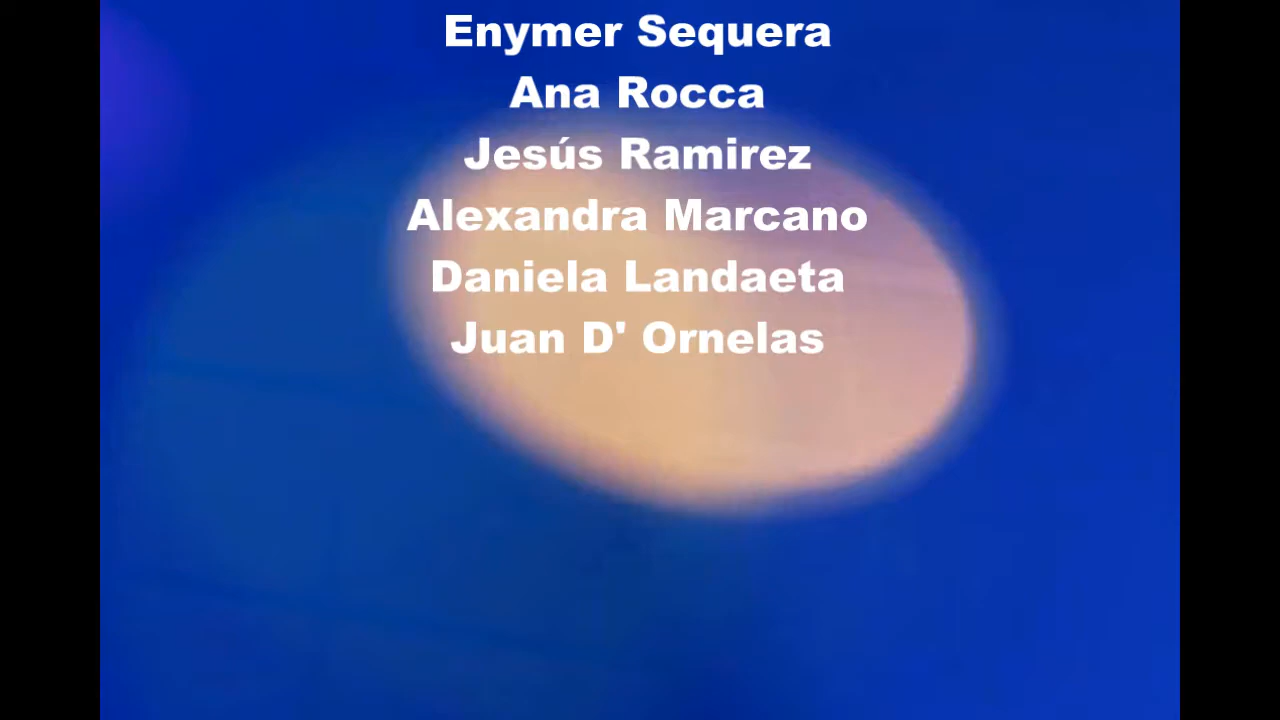 Enymer Sequera
Ana Rocca
Jesús Ramirez
Alexandra Marcano
Daniela Landaeta
Juan D' Ornelas